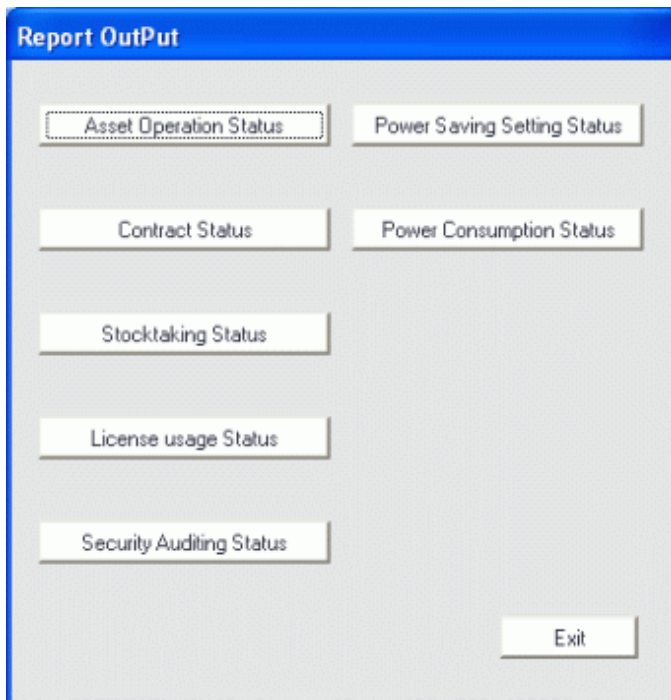 Report OutPut
Asset Operation Status
Power Saving Setting Status
Contract Status
Power Consumption Status
Stocktaking Status
License usage Status
Security Auditing Status
Exit